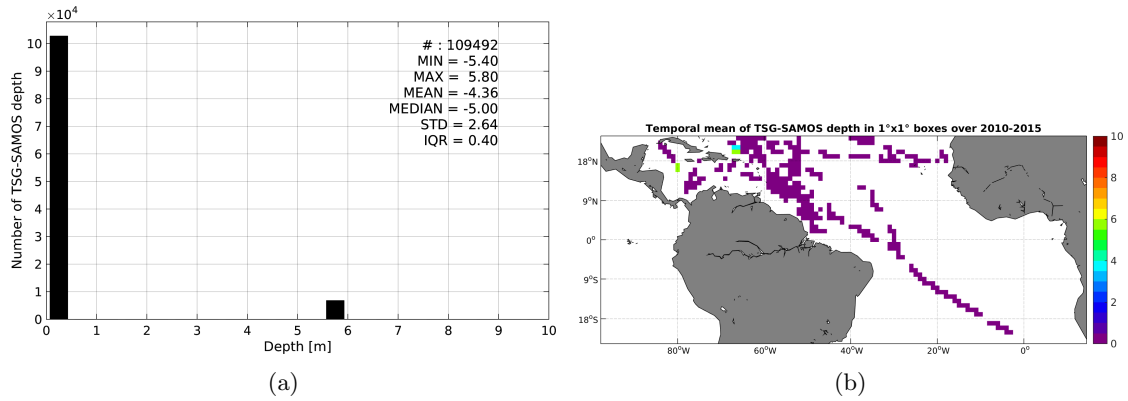 ×10⁴
10
9
8
7
6
5
4
3
2
1
0
Number of TSG-SAMOS depth
# : 109492
MIN = -5.40
MAX = 5.80
MEAN = -4.36
MEDIAN = -5.00
STD = 2.64
IQR = 0.40
0 1 2 3 4 5 6 7 8 9 10
Depth [m]
(a)
Temporal mean of TSG-SAMOS depth in 1°x1° boxes over 2010-2015
18°N
9°N
0°
9°S
18°S
80°W 60°W 40°W 20°W 0°
10
8
6
4
2
0
(b)